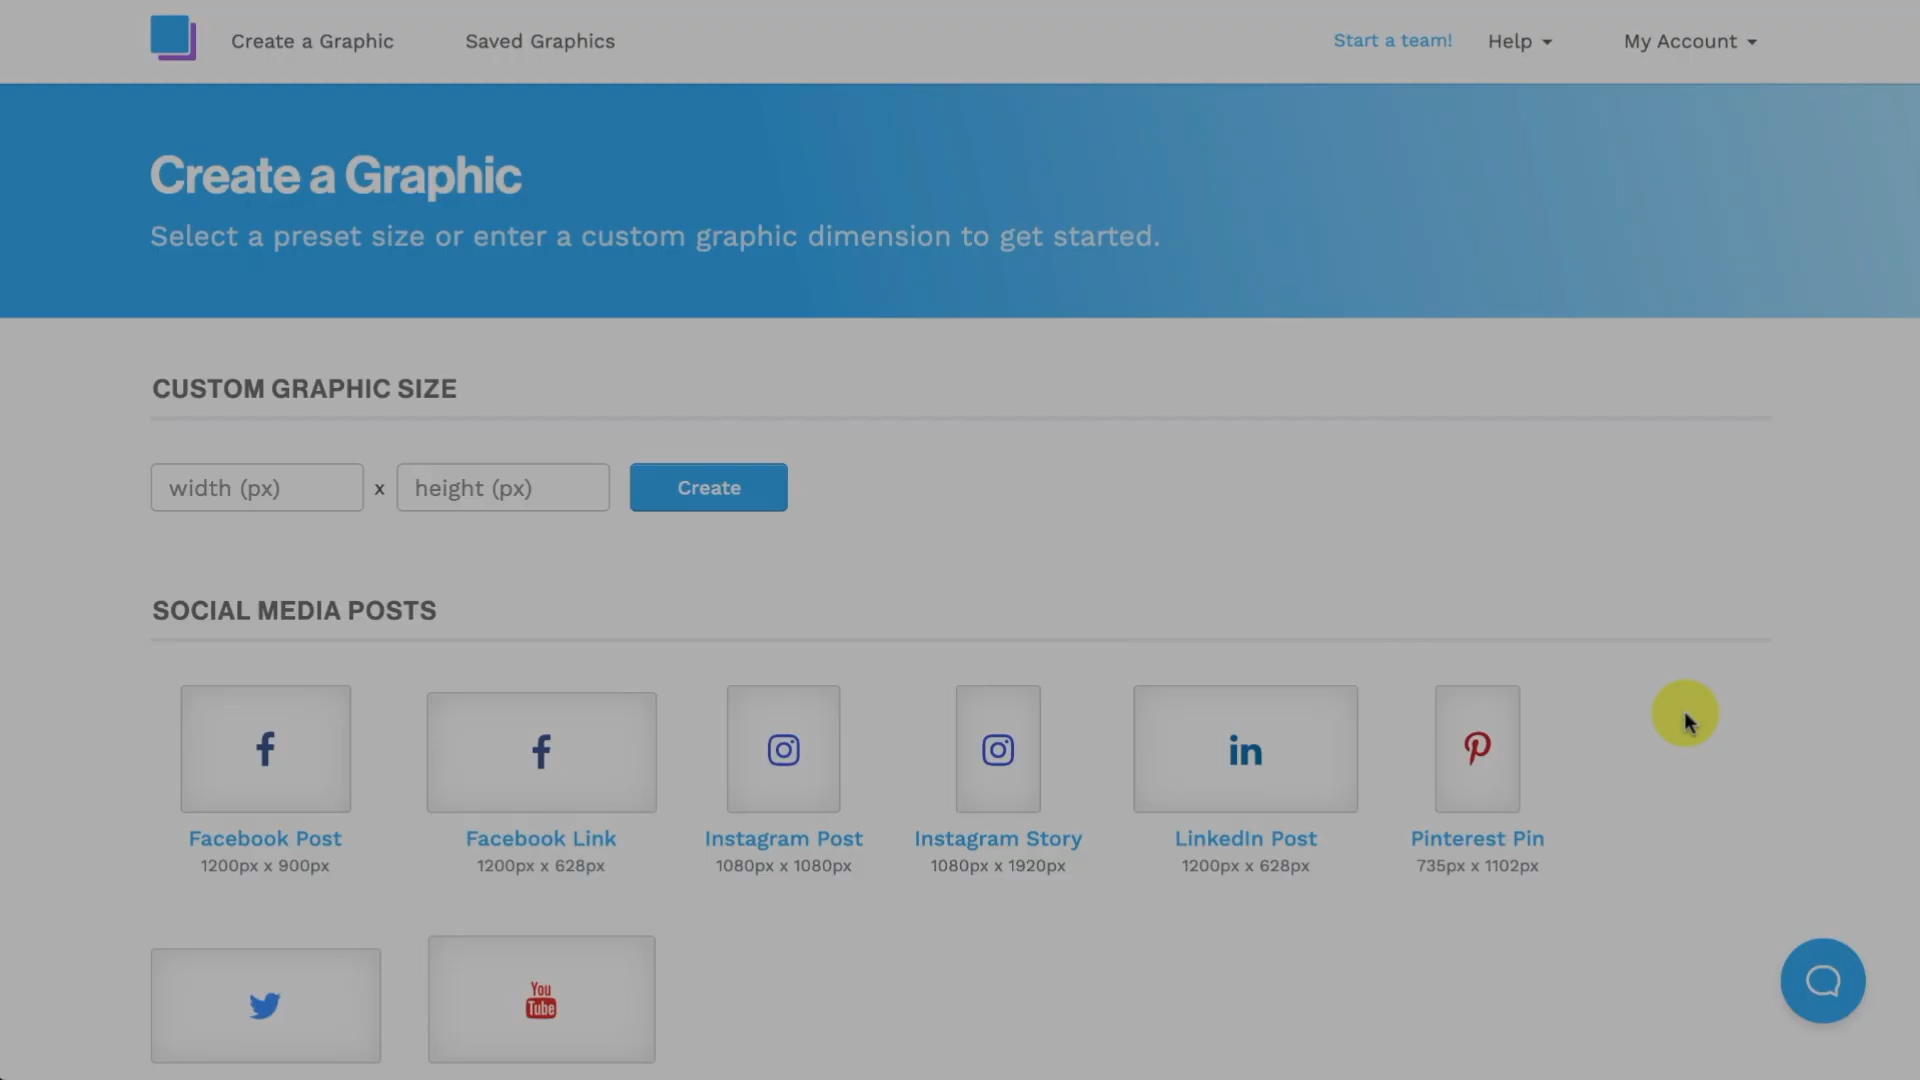 Create a Graphic
Saved Graphics
Start a team!
Help
My Account
Create a Graphic
Select a preset size or enter a custom graphic dimension to get started.
CUSTOM GRAPHIC SIZE
width (px) x height (px) Create
SOCIAL MEDIA POSTS
Facebook Post
1200px x 900px
Facebook Link
1200px x 628px
Instagram Post
1080px x 1080px
Instagram Story
1080px x 1920px
LinkedIn Post
1200px x 628px
Pinterest Pin
735px x 1102px
You
Tube